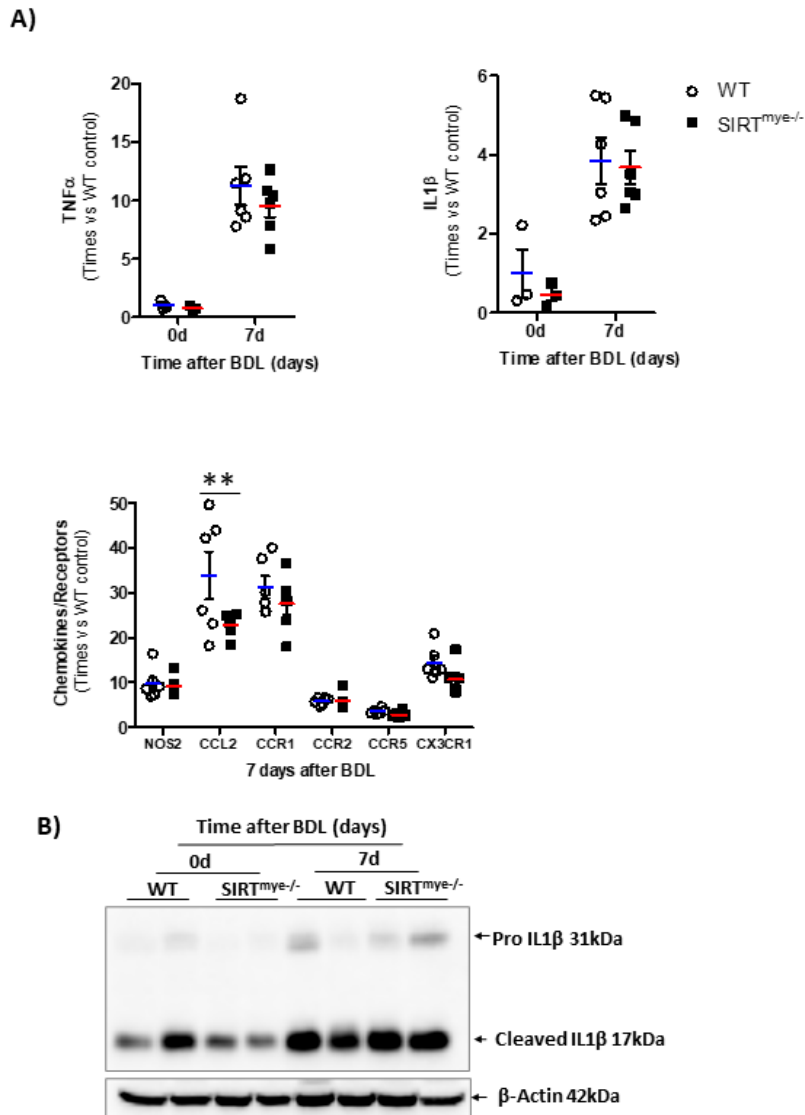 A)
20
15
10
5
0
TNFα
(Times vs WT control)
0d 7d
Time after BDL (days)
6
4
2
0
IL1β
(Times vs WT control)
0d 7d
Time after BDL (days)
WT
SIRTmye-/-
**
50
40
30
20
10
0
Chemokines/Receptors
(Times vs WT control)
NOS2 CCL2 CCR1 CCR2 CCR5 CX3CR1
7 days after BDL
B)
Time after BDL (days)
0d 7d
WT SIRTmye-/- WT SIRTmye-/-
Pro IL1β 31kDa
Cleaved IL1β 17kDa
β-Actin 42kDa